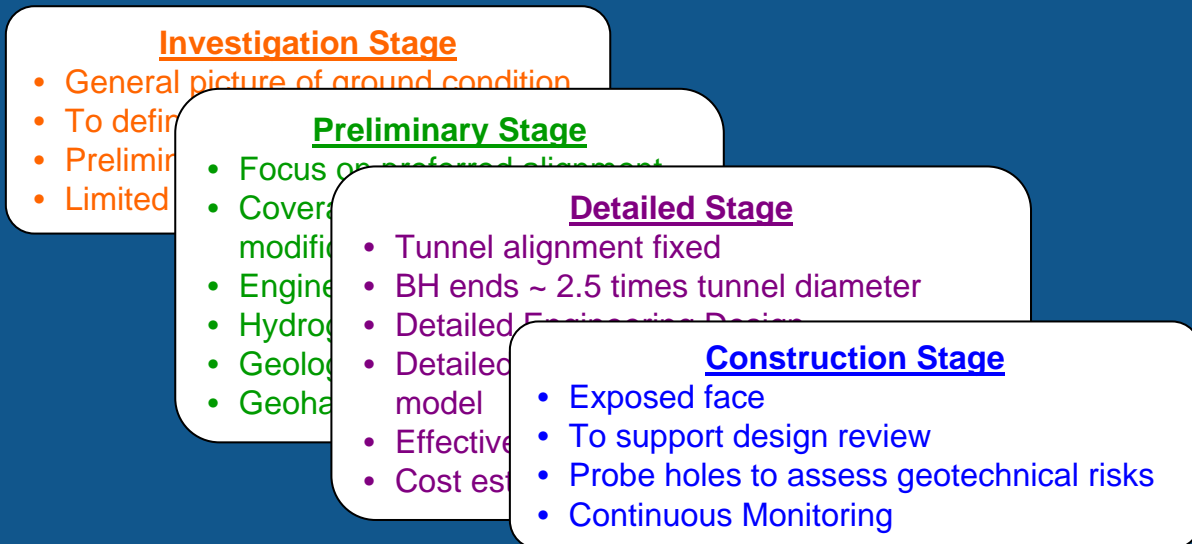 Investigation Stage
• General picture of ground condition
• To defin
• Prelimin
• Limited
Preliminary Stage
• Focus on preferred alignment
• Covera
modific
• Engine
• Hydrog
• Geolog
• Geoha
Detailed Stage
• Tunnel alignment fixed
• BH ends ~ 2.5 times tunnel diameter
• Detailed Engineering Design
• Detailed
model
• Effective
• Cost est
Construction Stage
• Exposed face
• To support design review
• Probe holes to assess geotechnical risks
• Continuous Monitoring